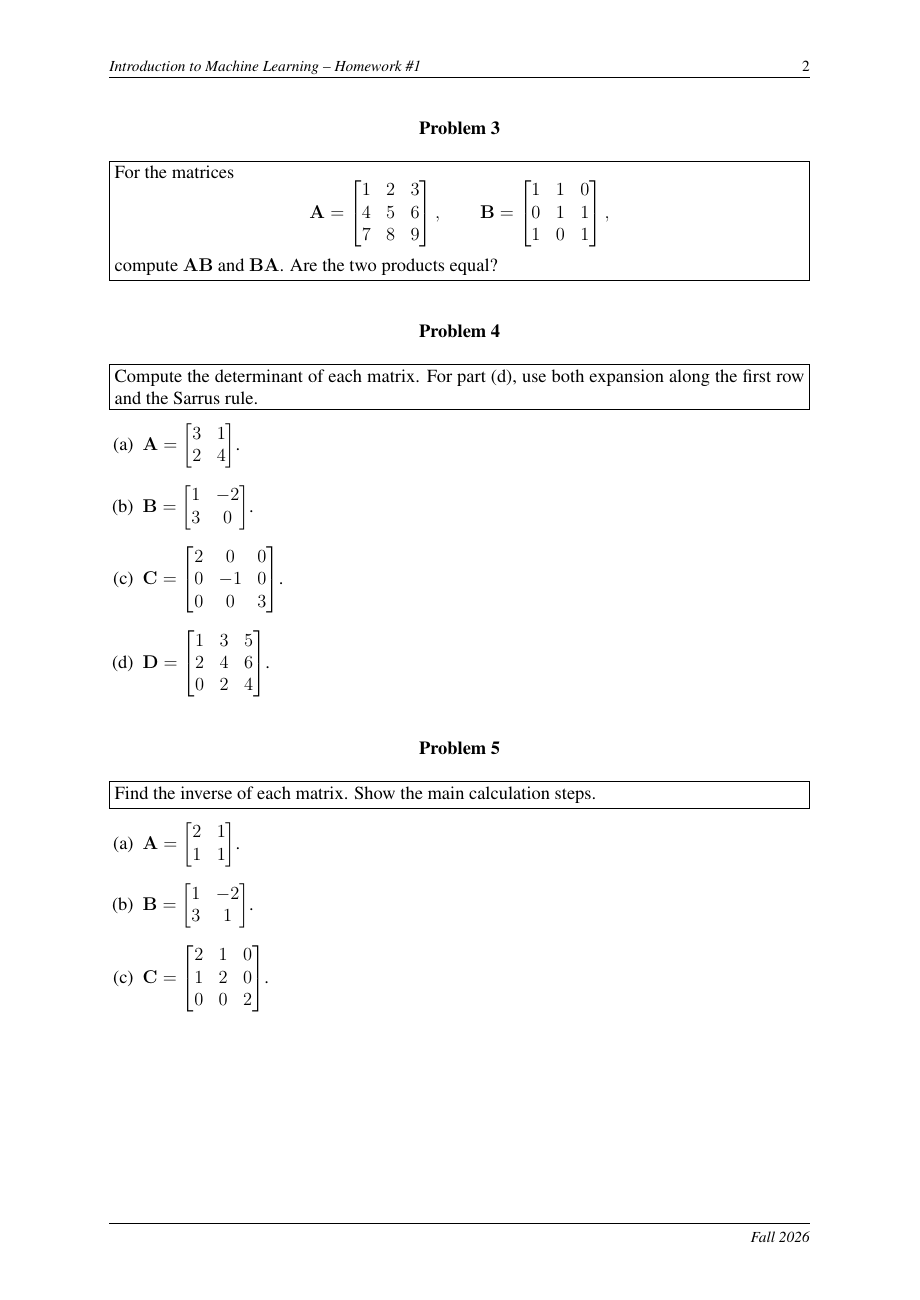 Introduction to Machine Learning – Homework #1 2
Problem 3
For the matrices
A = [1 2 3; 4 5 6; 7 8 9], B = [1 1 0; 0 1 1; 1 0 1],
compute AB and BA. Are the two products equal?
Problem 4
Compute the determinant of each matrix. For part (d), use both expansion along the first row
and the Sarrus rule.
(a) A = [3 1; 2 4].
(b) B = [1 −2; 3 0].
(c) C = [2 0 0; 0 −1 0; 0 0 3].
(d) D = [1 3 5; 2 4 6; 0 2 4].
Problem 5
Find the inverse of each matrix. Show the main calculation steps.
(a) A = [2 1; 1 1].
(b) B = [1 −2; 3 1].
(c) C = [2 1 0; 1 2 0; 0 0 2].
Fall 2026